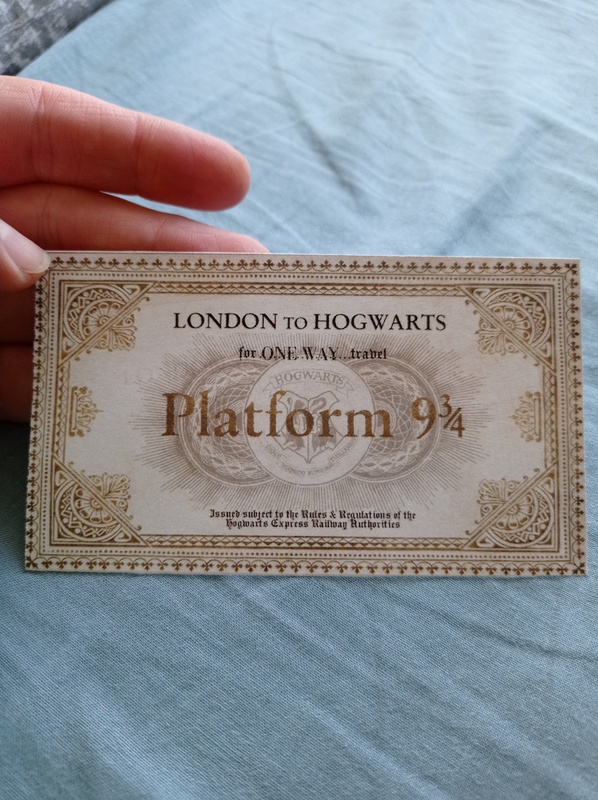 LONDON TO HOGWARTS
for ONE WAY...travel
HOGWARTS
Platform 9¾
Issued subject to the Rules & Regulations of the
Hogwarts Express Railway Authorities